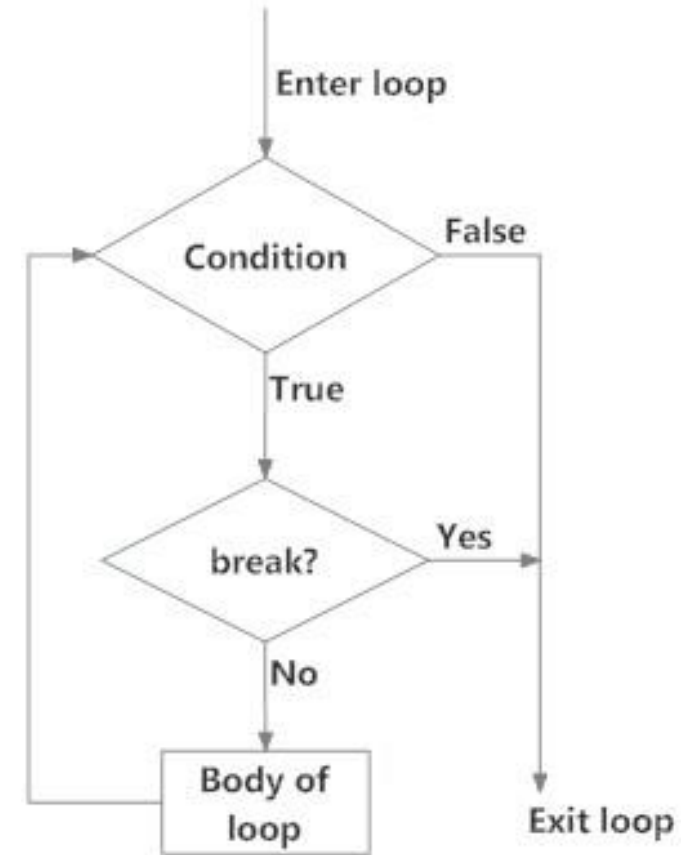 Enter loop
Condition
False
True
break?
Yes
No
Body of
loop
Exit loop